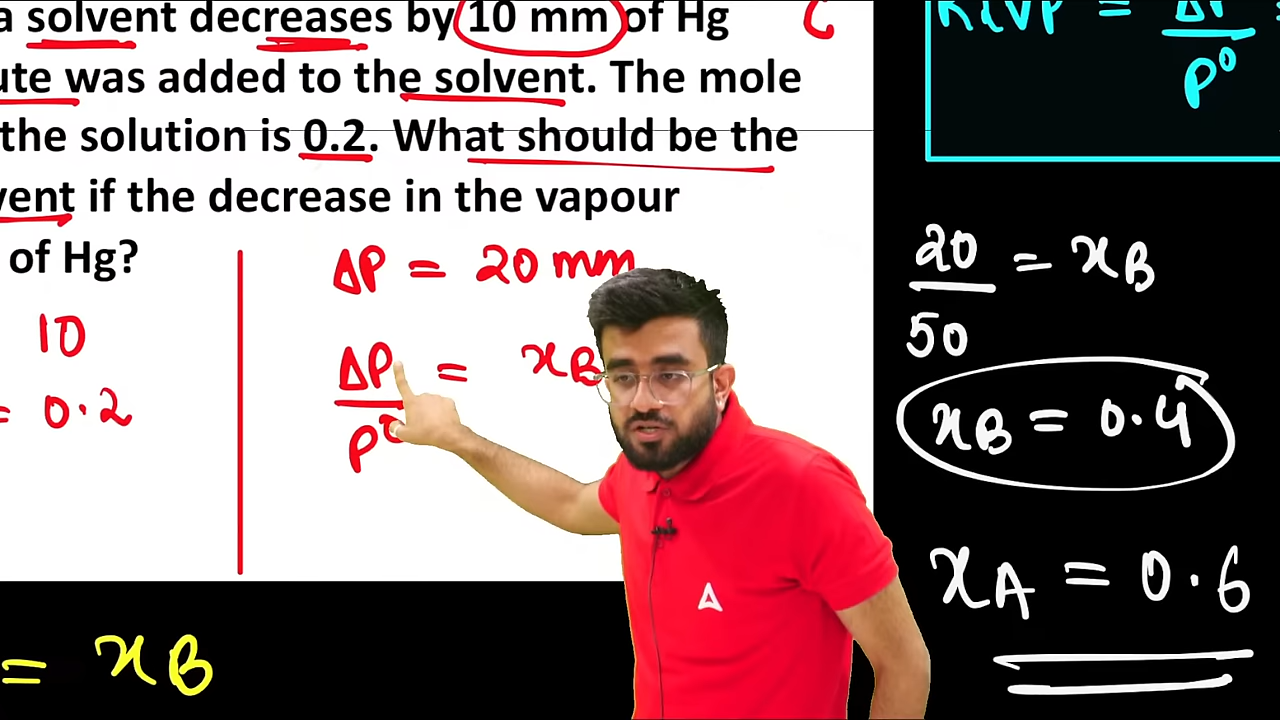 a solvent decreases by 10 mm of Hg
ute was added to the solvent. The mole
the solution is 0.2. What should be the
vent if the decrease in the vapour
of Hg?
10
= 0.2
ΔP = 20 mm
ΔP
P⁰
= xB
= xB
P⁰
20
50
= xB
xB = 0.4
xA = 0.6